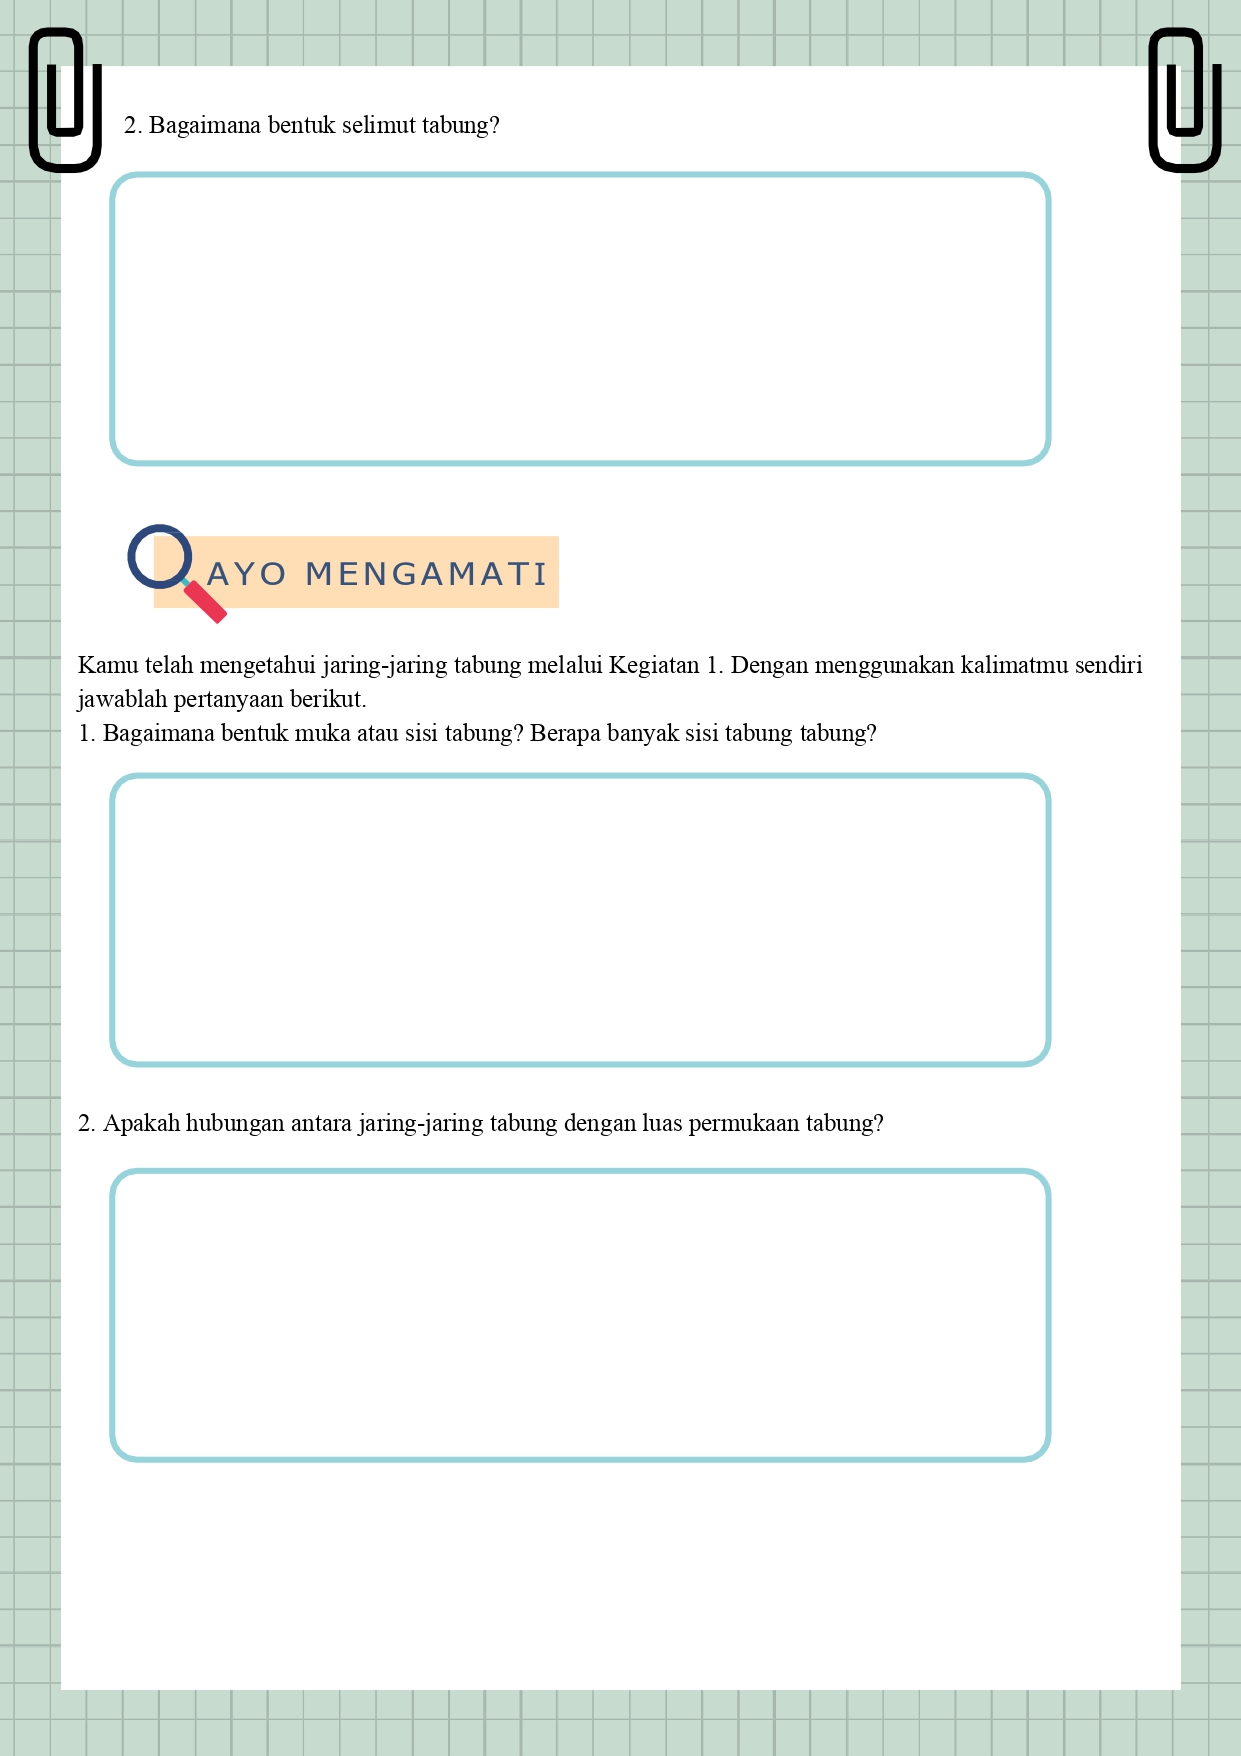 2. Bagaimana bentuk selimut tabung?
AYO MENGAMATI
Kamu telah mengetahui jaring-jaring tabung melalui Kegiatan 1. Dengan menggunakan kalimatmu sendiri
jawablah pertanyaan berikut.
1. Bagaimana bentuk muka atau sisi tabung? Berapa banyak sisi tabung tabung?
2. Apakah hubungan antara jaring-jaring tabung dengan luas permukaan tabung?